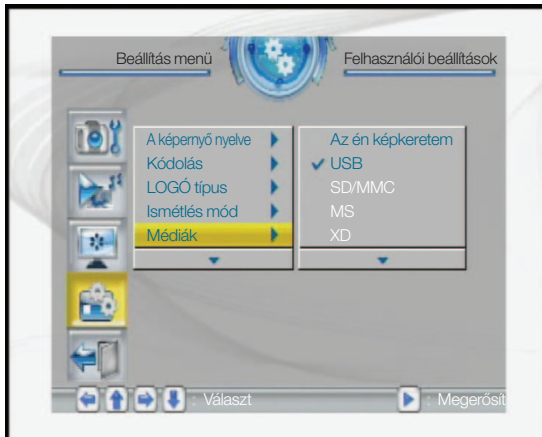 Beállítás menü
Felhasználói beállítások
A képernyő nyelve
Kódolás
LOGÓ típus
Ismétlés mód
Médiák
Az én képkeretem
USB
SD/MMC
MS
XD
: Választ
: Megerősít